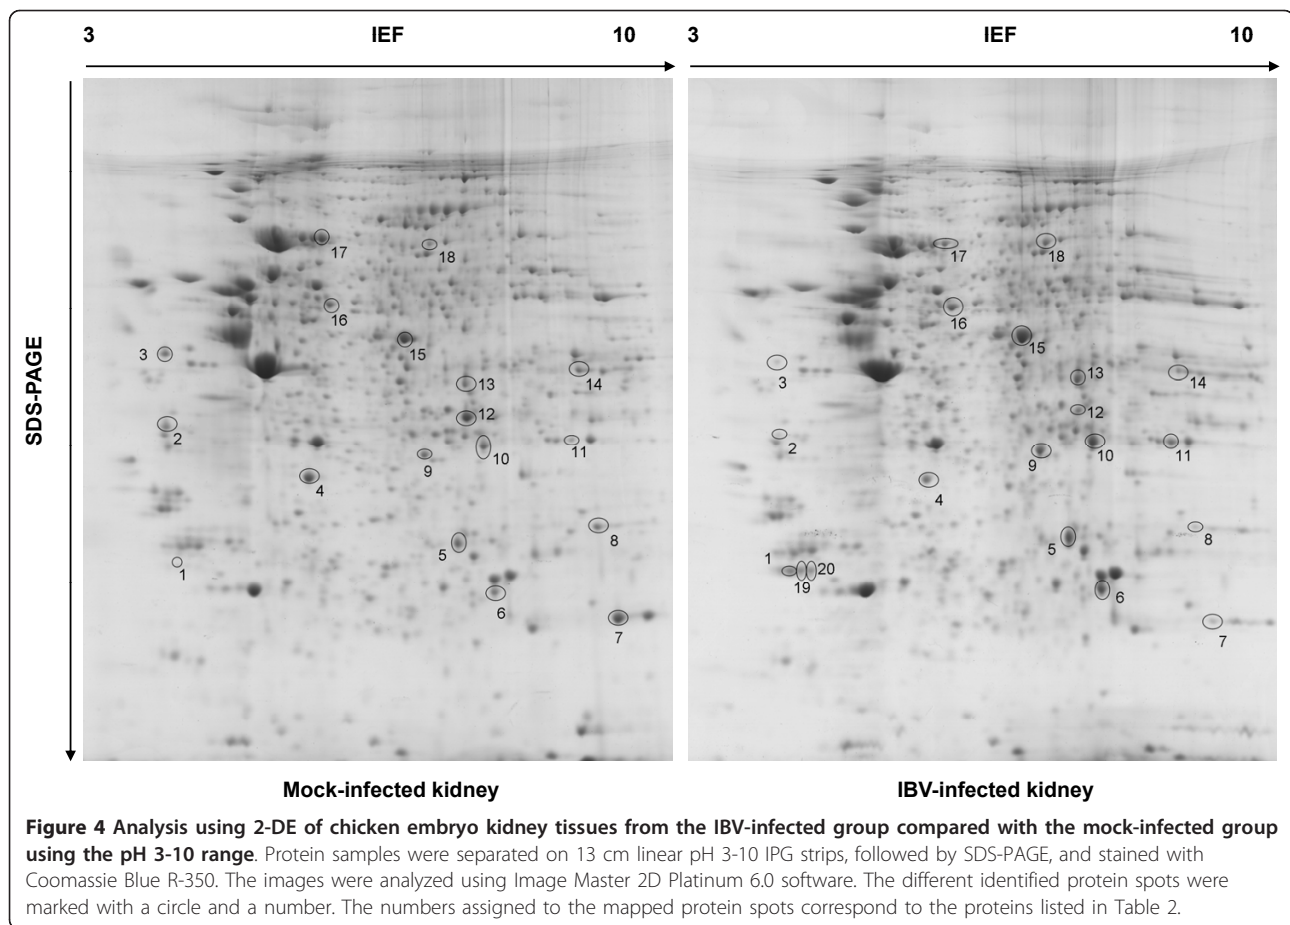 3 IEF 10 3 IEF 10
SDS-PAGE
17 18 17 18
16 16
15 15
3 13 14 3 13 14
2 12 2 12
9 10 11 9 10 11
4 4
5 8 5 8
1 1 19 20
6 6
7 7
Mock-infected kidney IBV-infected kidney
Figure 4 Analysis using 2-DE of chicken embryo kidney tissues from the IBV-infected group compared with the mock-infected group
using the pH 3-10 range. Protein samples were separated on 13 cm linear pH 3-10 IPG strips, followed by SDS-PAGE, and stained with
Coomassie Blue R-350. The images were analyzed using Image Master 2D Platinum 6.0 software. The different identified protein spots were
marked with a circle and a number. The numbers assigned to the mapped protein spots correspond to the proteins listed in Table 2.